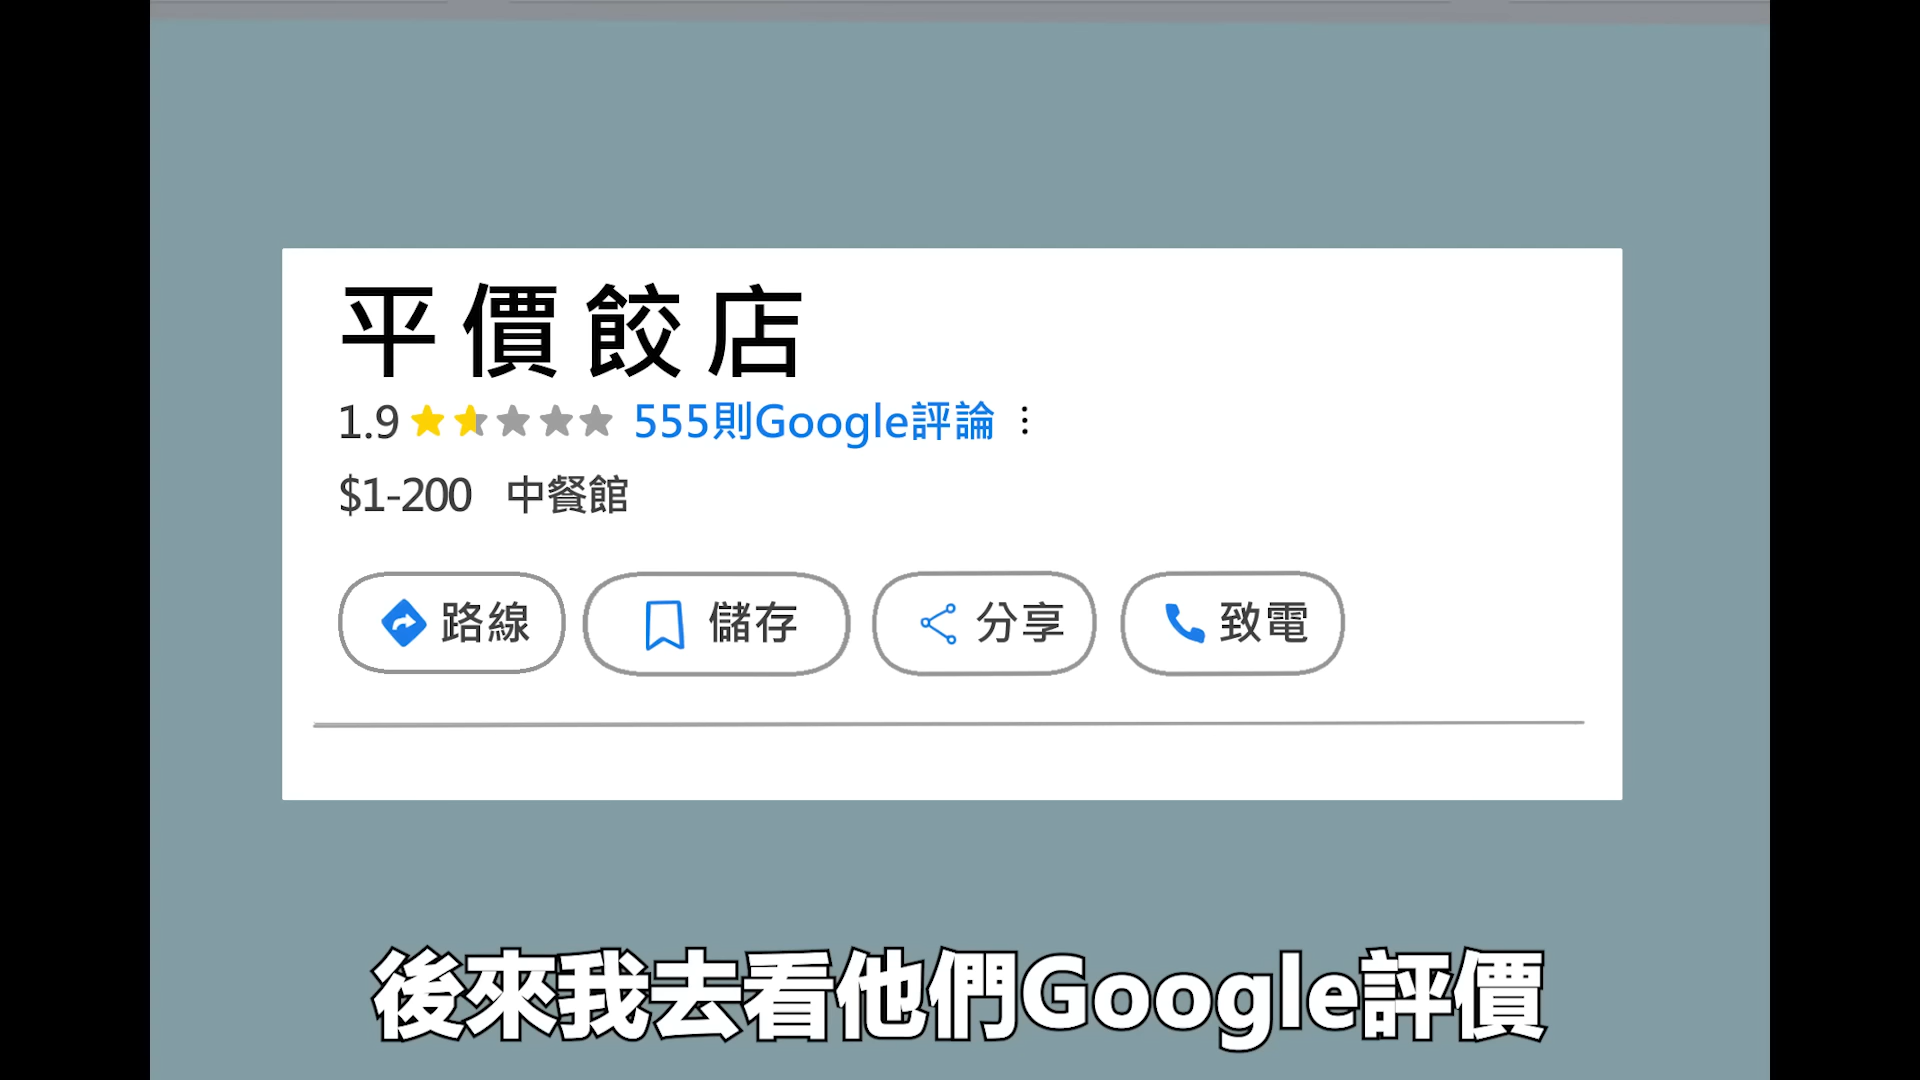 平價餃店
1.9 555則Google評論
$1-200 中餐館
路線 儲存 分享 致電
後來我去看他們Google評價